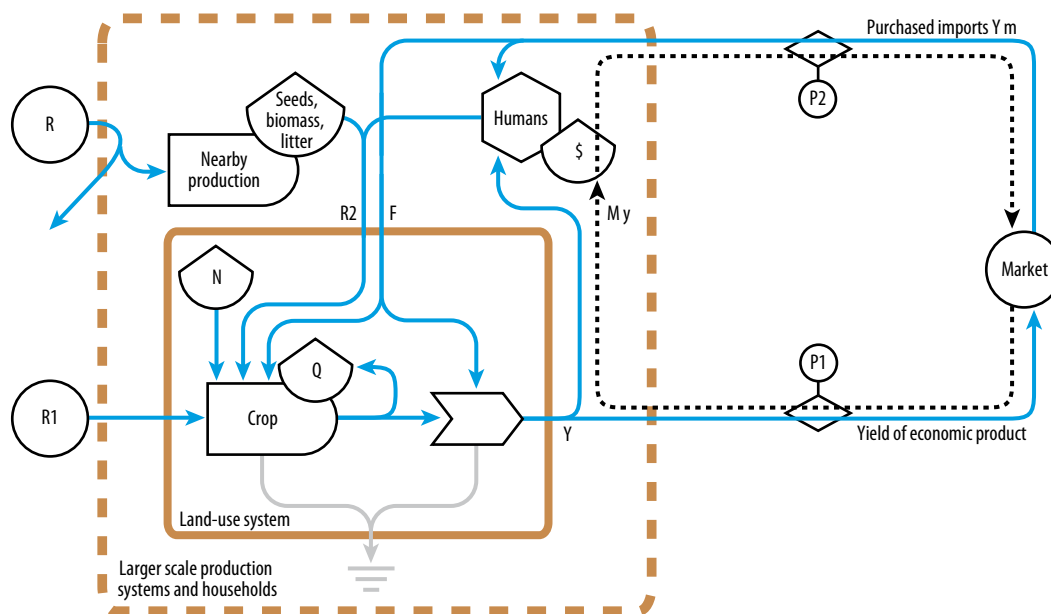 Purchased imports Y m
P2
R
Seeds,
biomass,
litter
Humans
$
Nearby
production
R2
F
M y
N
Market
Q
P1
R1
Crop
Y
Yield of economic product
Land-use system
Larger scale production
systems and households